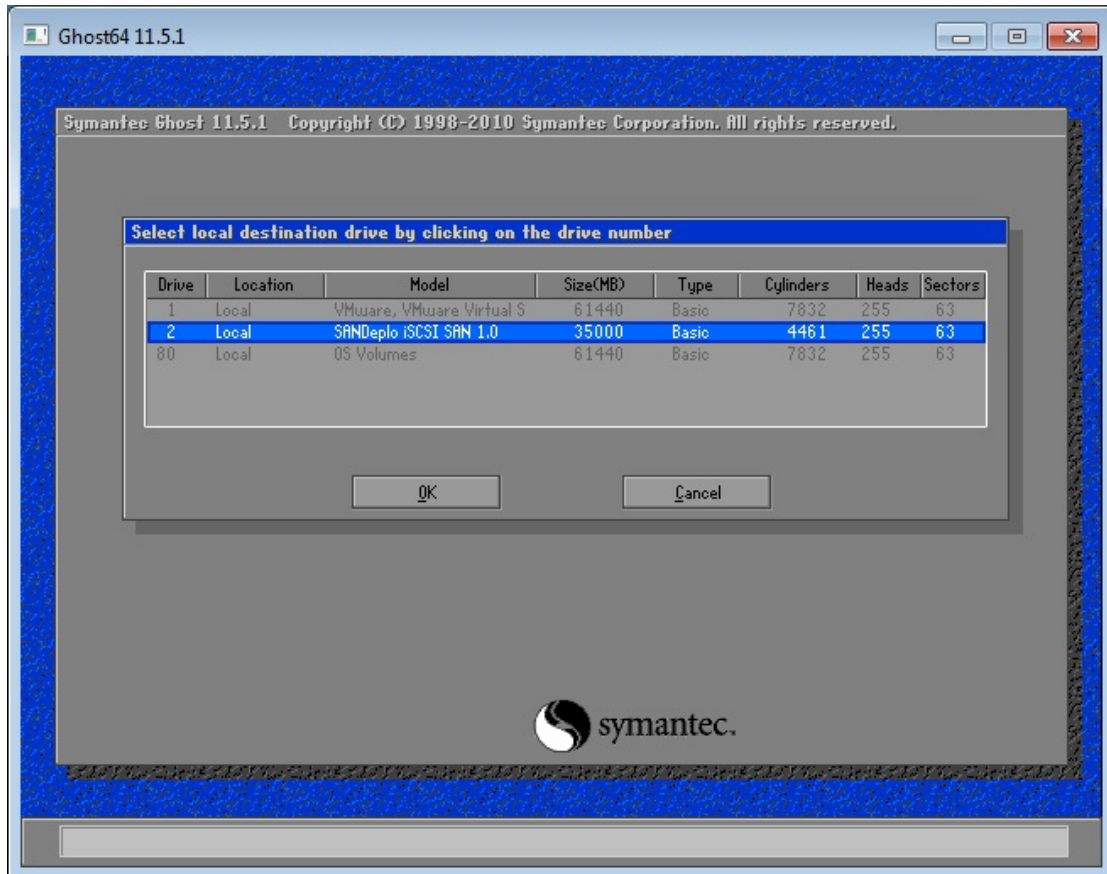 Ghost64 11.5.1
Symantec Ghost 11.5.1 Copyright (C) 1998-2010 Symantec Corporation. All rights reserved.
Select local destination drive by clicking on the drive number
Drive Location Model Size(MB) Type Cylinders Heads Sectors
1 Local VMware, VMware Virtual S 61440 Basic 7832 255 63
2 Local SANDeplo iSCSI SAN 1.0 35000 Basic 4461 255 63
80 Local OS Volumes 61440 Basic 7832 255 63
OK Cancel
symantec.